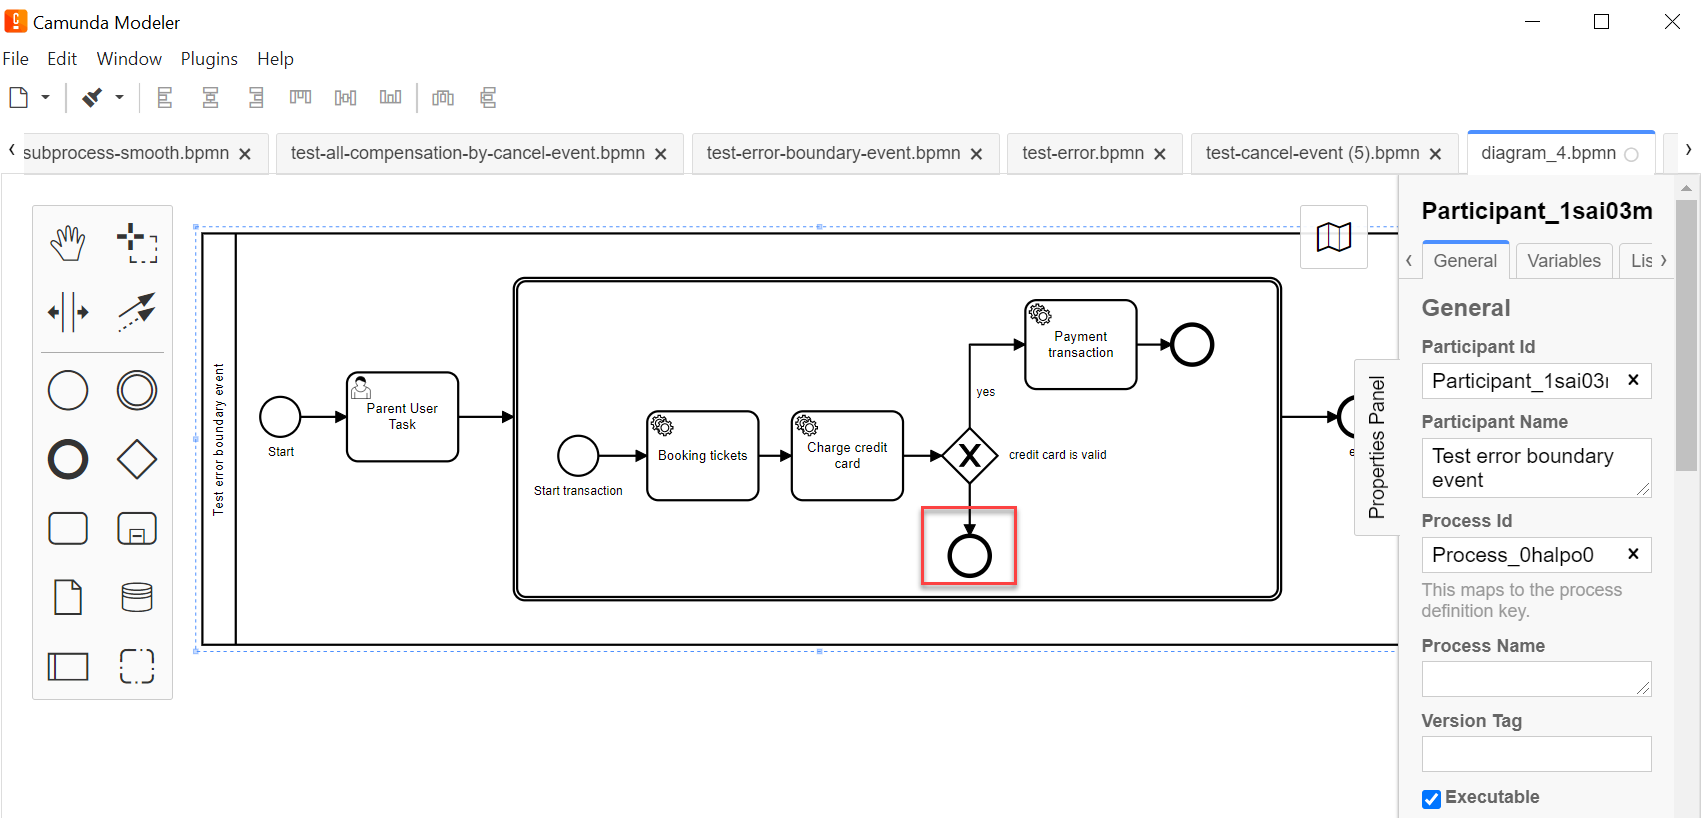 Camunda Modeler
File Edit Window Plugins Help
subprocess-smooth.bpmn
test-all-compensation-by-cancel-event.bpmn
test-error-boundary-event.bpmn
test-error.bpmn
test-cancel-event (5).bpmn
diagram_4.bpmn
Test error boundary event
Start
Parent User
Task
Start transaction
Booking tickets
Charge credit
card
yes
credit card is valid
Payment
transaction
e
Properties Panel
Participant_1sai03m
General Variables Lis
General
Participant Id
Participant_1sai03
Participant Name
Test error boundary
event
Process Id
Process_0halpo0
This maps to the process
definition key.
Process Name
Version Tag
Executable